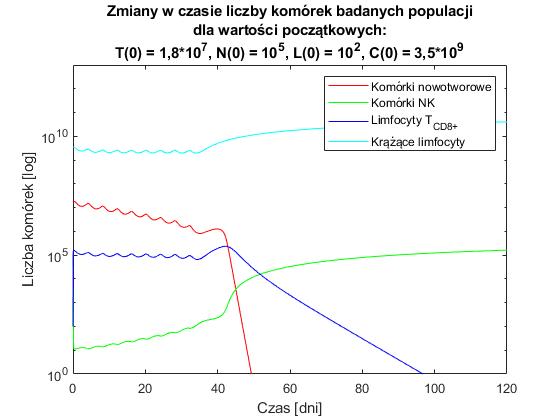 Zmiany w czasie liczby komórek badanych populacji
dla wartości początkowych:
T(0) = 1,8*10^7, N(0) = 10^5, L(0) = 10^2, C(0) = 3,5*10^9
Komórki nowotworowe
Komórki NK
Limfocyty T_CD8+
Krążące limfocyty
10^10
10^5
10^0
Liczba komórek [log]
0 20 40 60 80 100 120
Czas [dni]